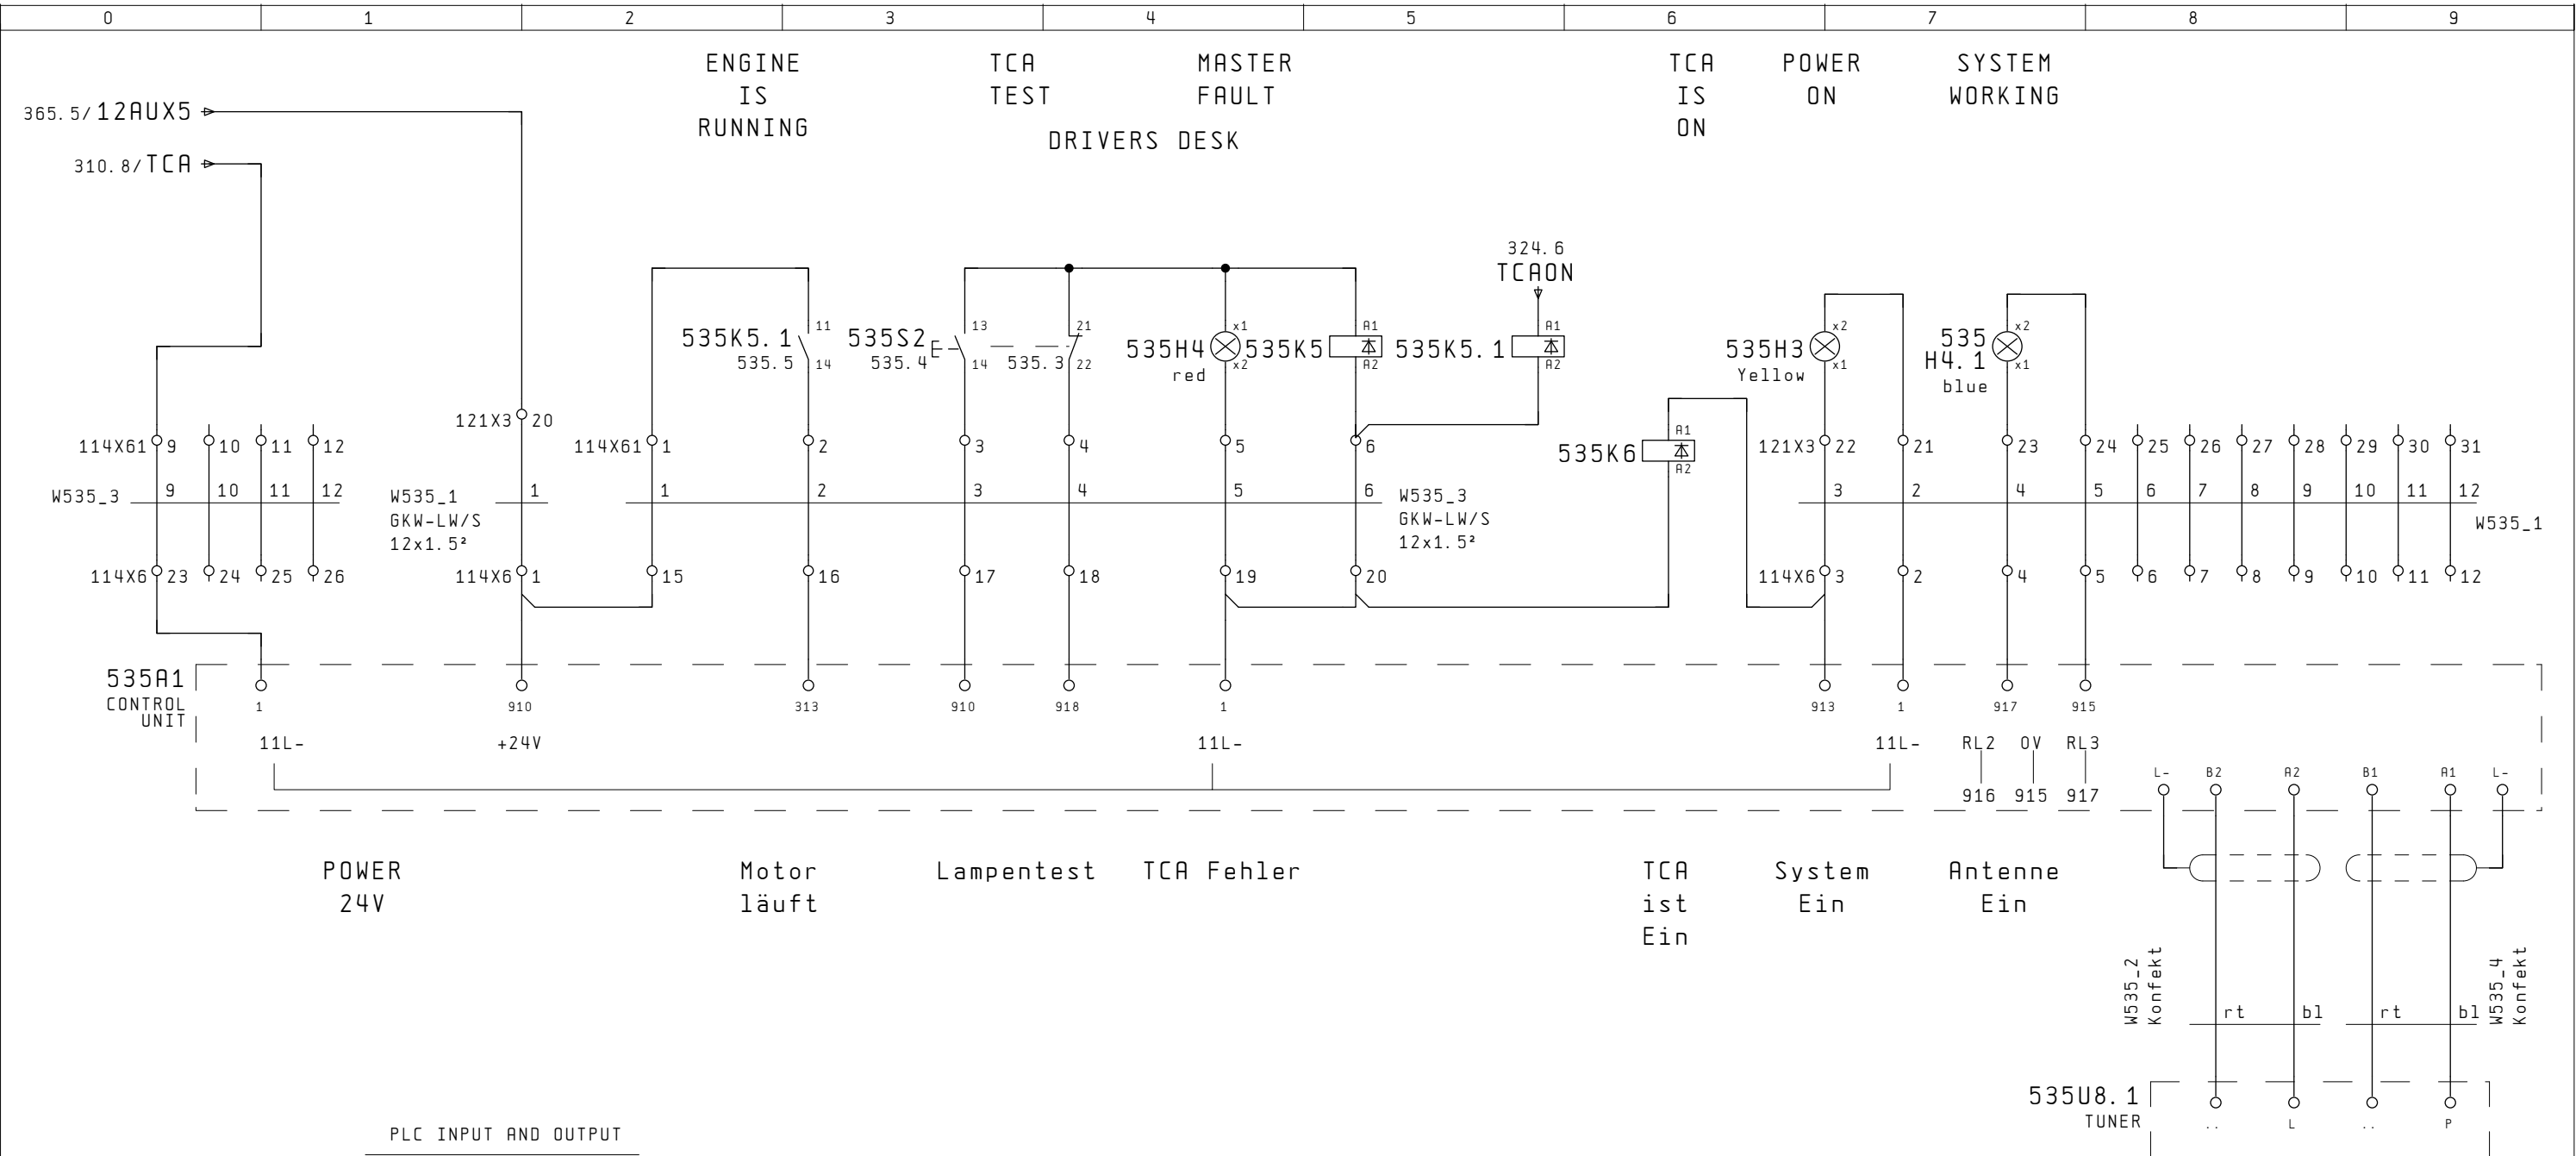 0 1 2 3 4 5 6 7 8 9
ENGINE
IS
RUNNING
TCA
TEST
MASTER
FAULT
DRIVERS DESK
TCA
IS
ON
POWER
ON
SYSTEM
WORKING
365.5/12AUX5
310.8/TCA
324.6
TCAON
535K5.1
535.5
11
14
535S2
535.4
13
14
535.3
21
22
535H4
red
x1
x2
535K5
A1
A2
535K5.1
A1
A2
535H3
Yellow
x2
x1
535
H4.1
blue
x2
x1
535K6
A1
A2
114X61 9 10 11 12
121X3 20
114X61 1 2 3 4 5 6
121X3 22 21 23 24 25 26 27 28 29 30 31
W535_3 9 10 11 12
W535_1
GKW-LW/S
12x1.5²
1
1 2 3 4 5 6
W535_3
GKW-LW/S
12x1.5²
3 2 4 5 6 7 8 9 10 11 12
W535_1
114X6 23 24 25 26
114X6 1 15 16 17 18 19 20
114X6 3 2 4 5 6 7 8 9 10 11 12
535A1
CONTROL
UNIT
1 910 313 910 918 1 913 1 917 915
11L- +24V 11L- 11L- RL2 0V RL3
916 915 917
L- B2 A2 B1 A1 L-
POWER
24V
Motor
läuft
Lampentest
TCA Fehler
TCA
ist
Ein
System
Ein
Antenne
Ein
W535_2
Konfekt
rt bl rt bl
W535_4
Konfekt
535U8.1
TUNER
.. L .. P
PLC INPUT AND OUTPUT